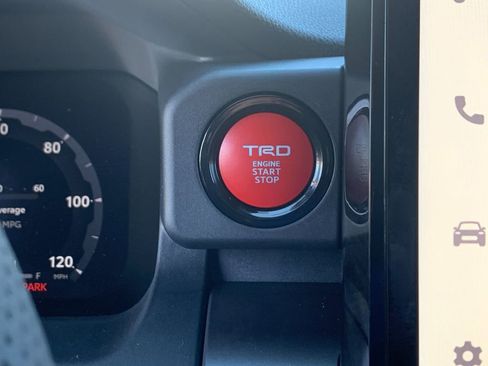 80
60
100
verage
MPG
120
F
MPH
PARK
TRD
ENGINE
START
STOP